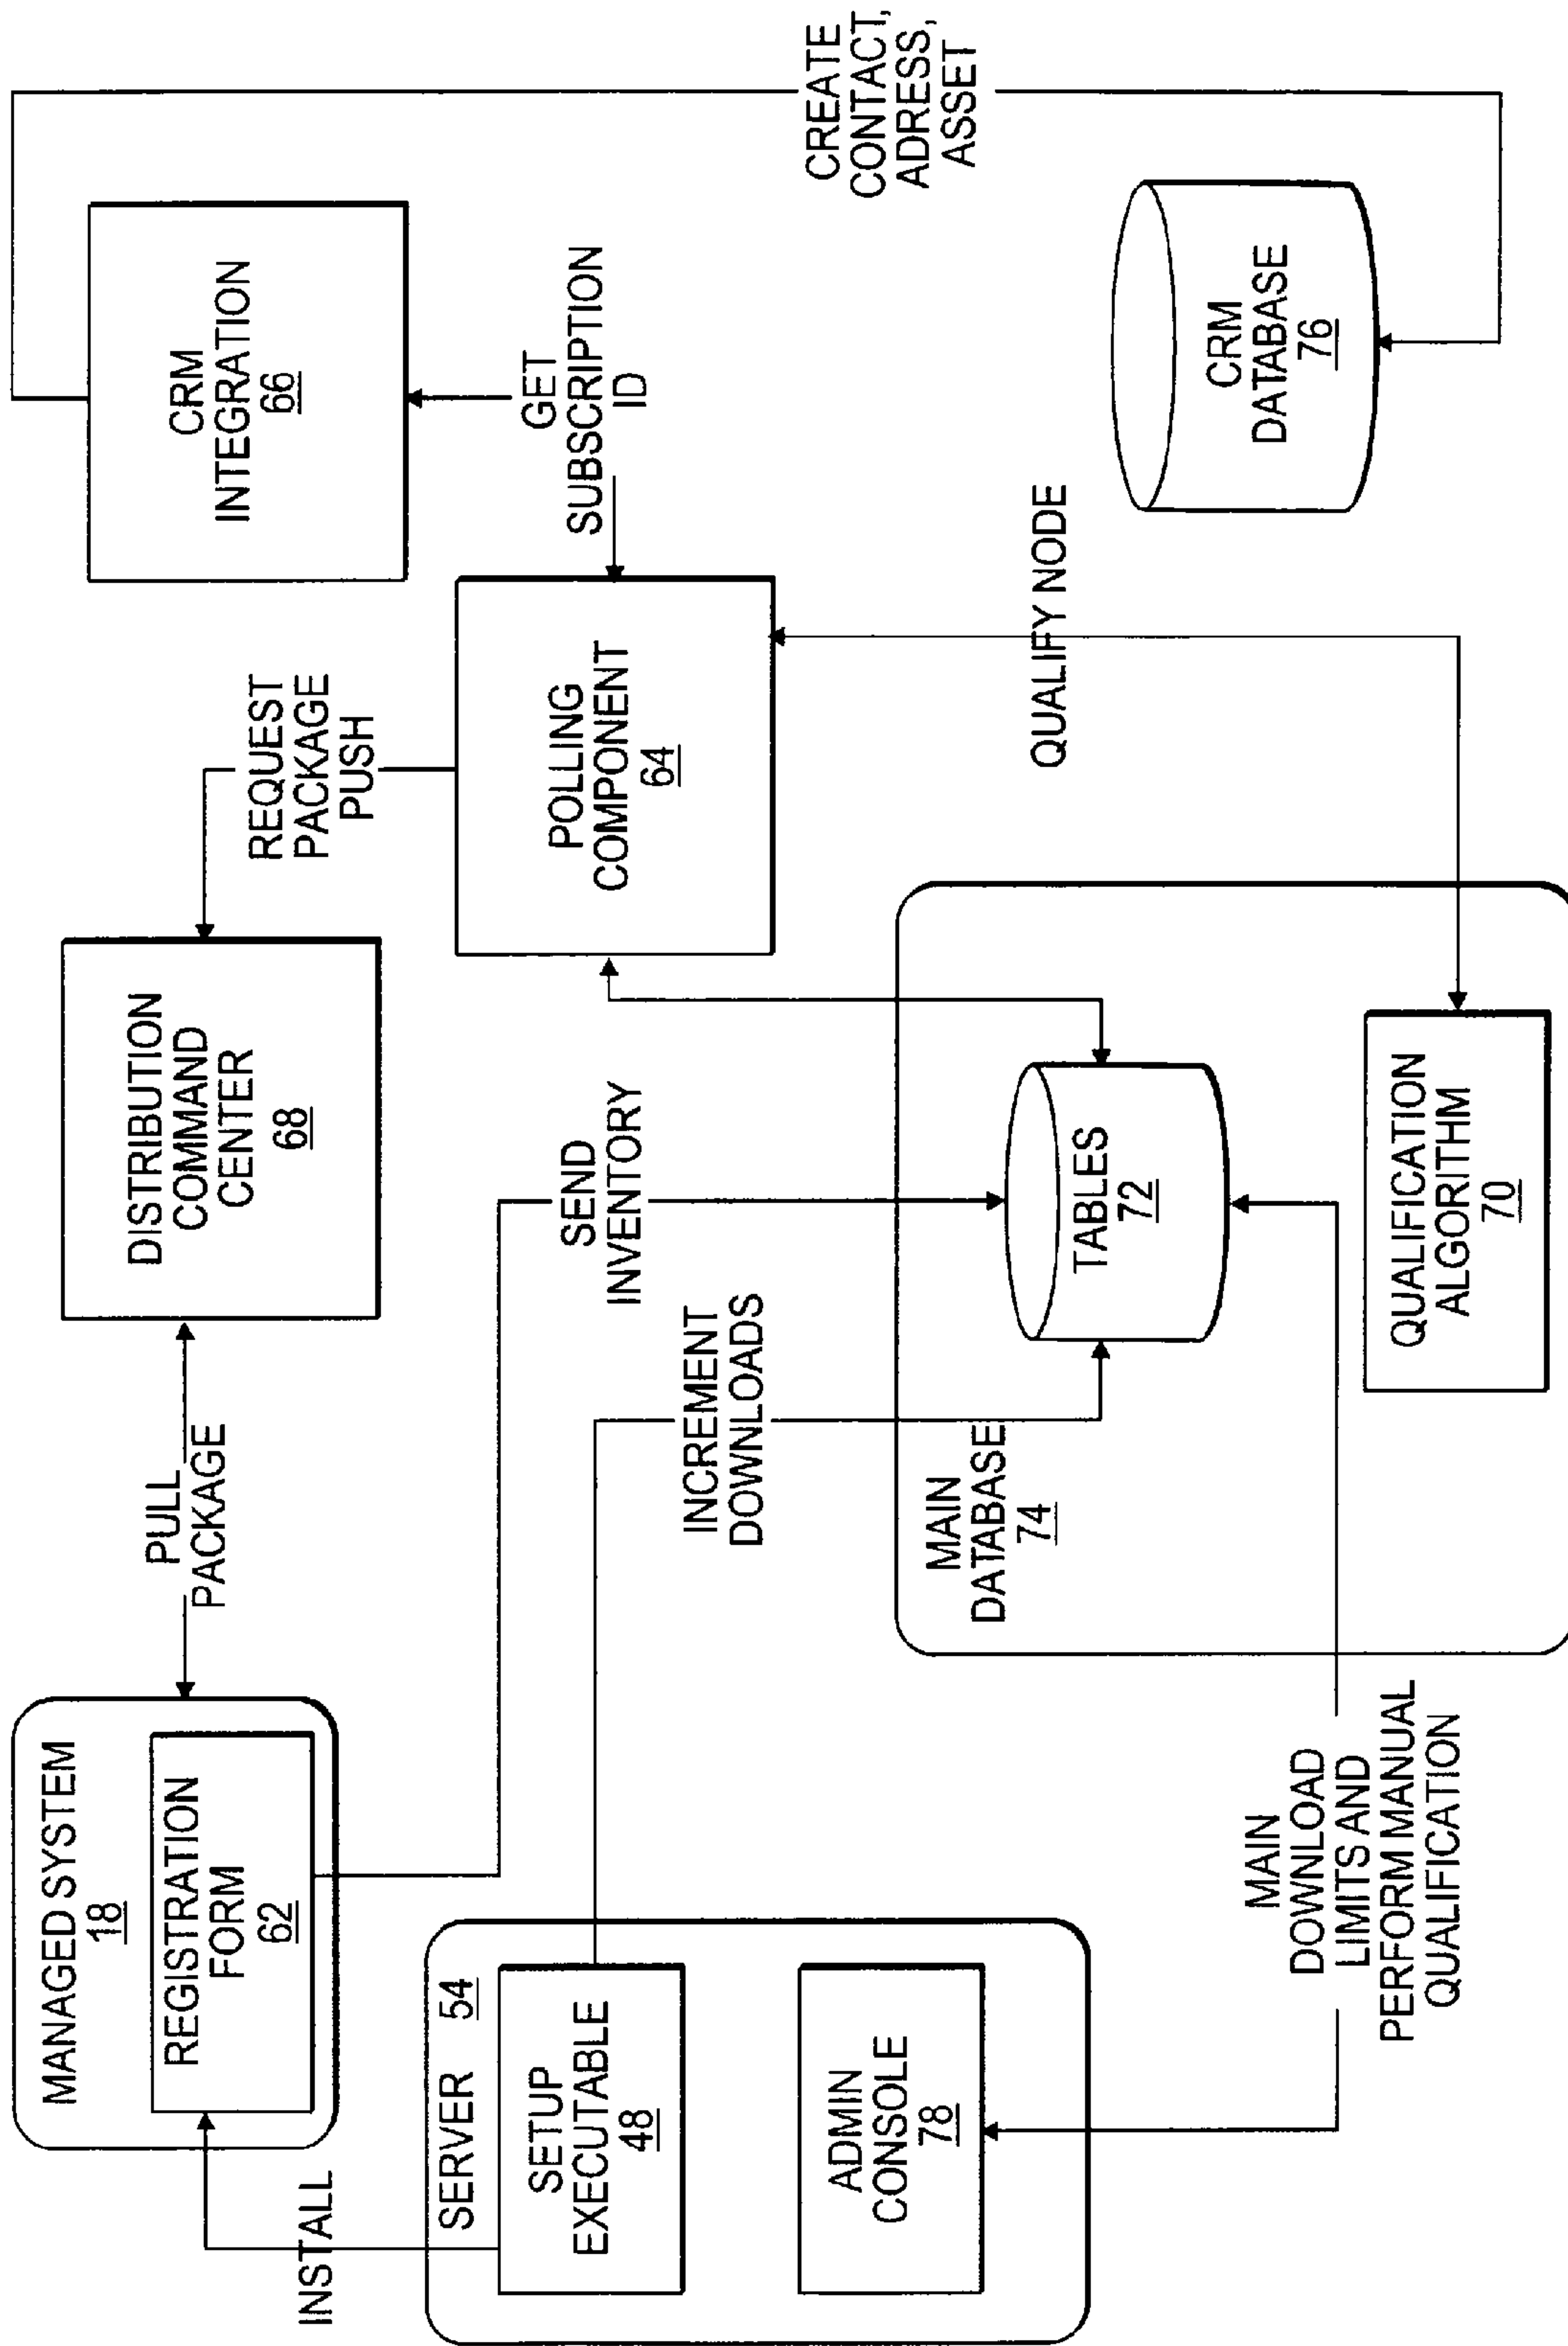 MANAGED SYSTEM
18
REGISTRATION
FORM
62
INSTALL
SERVER 54
SETUP
EXECUTABLE
48
ADMIN
CONSOLE
78
PULL
PACKAGE
DISTRIBUTION
COMMAND
CENTER
68
SEND
INVENTORY
INCREMENT
DOWNLOADS
MAIN
DATABASE
74
TABLES
72
QUALIFICATION
ALGORITHM
70
MAIN
DOWNLOAD
LIMITS AND
PERFORM MANUAL
QUALIFICATION
REQUEST
PACKAGE
PUSH
POLLING
COMPONENT
64
CRM
INTEGRATION
66
GET
SUBSCRIPTION
ID
QUALIFY NODE
CRM
DATABASE
76
CREATE
CONTACT,
ADRESS,
ASSET